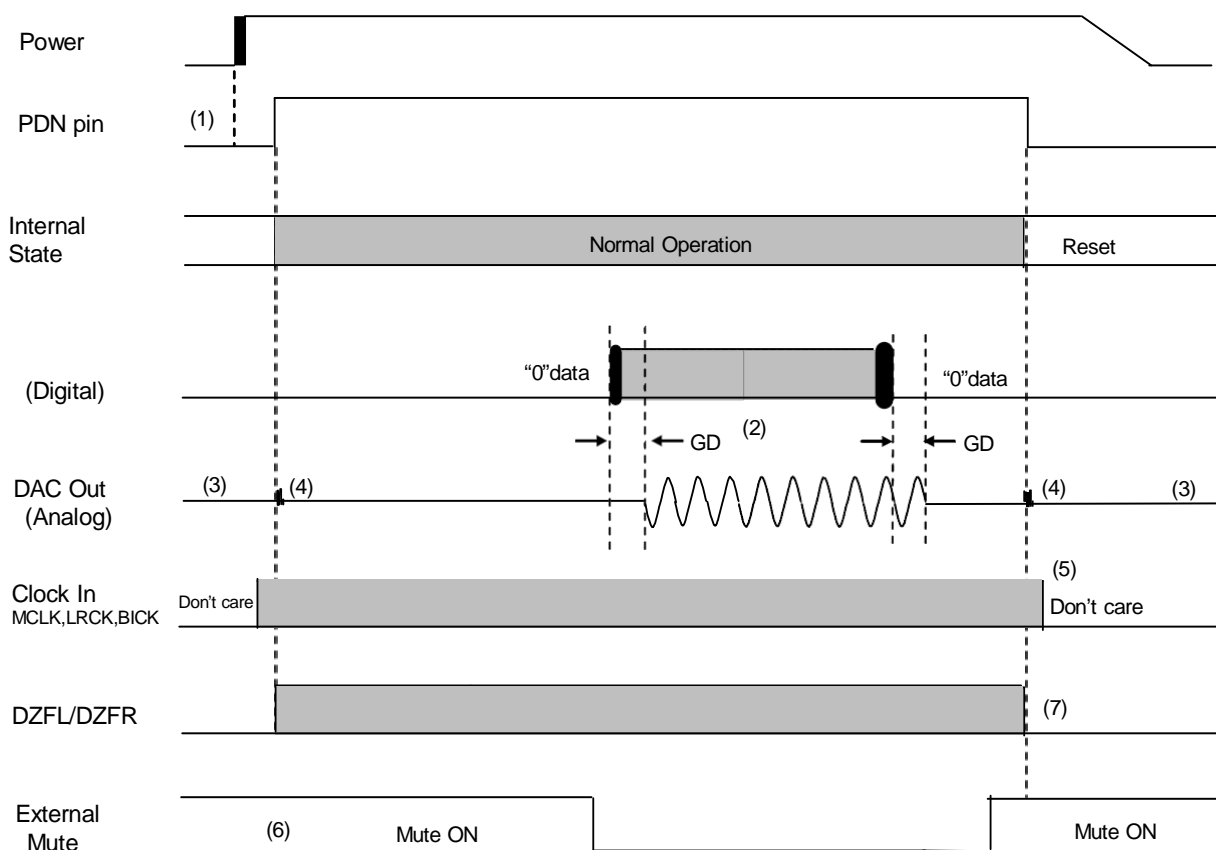 Power
PDN pin
(1)
Internal
State
Normal Operation
Reset
(Digital)
“0”data
“0”data
GD
(2)
GD
DAC Out
(Analog)
(3)
(4)
(4)
(3)
Clock In
MCLK,LRCK,BICK
Don’t care
(5)
Don’t care
DZFL/DZFR
(7)
External
Mute
(6)
Mute ON
Mute ON